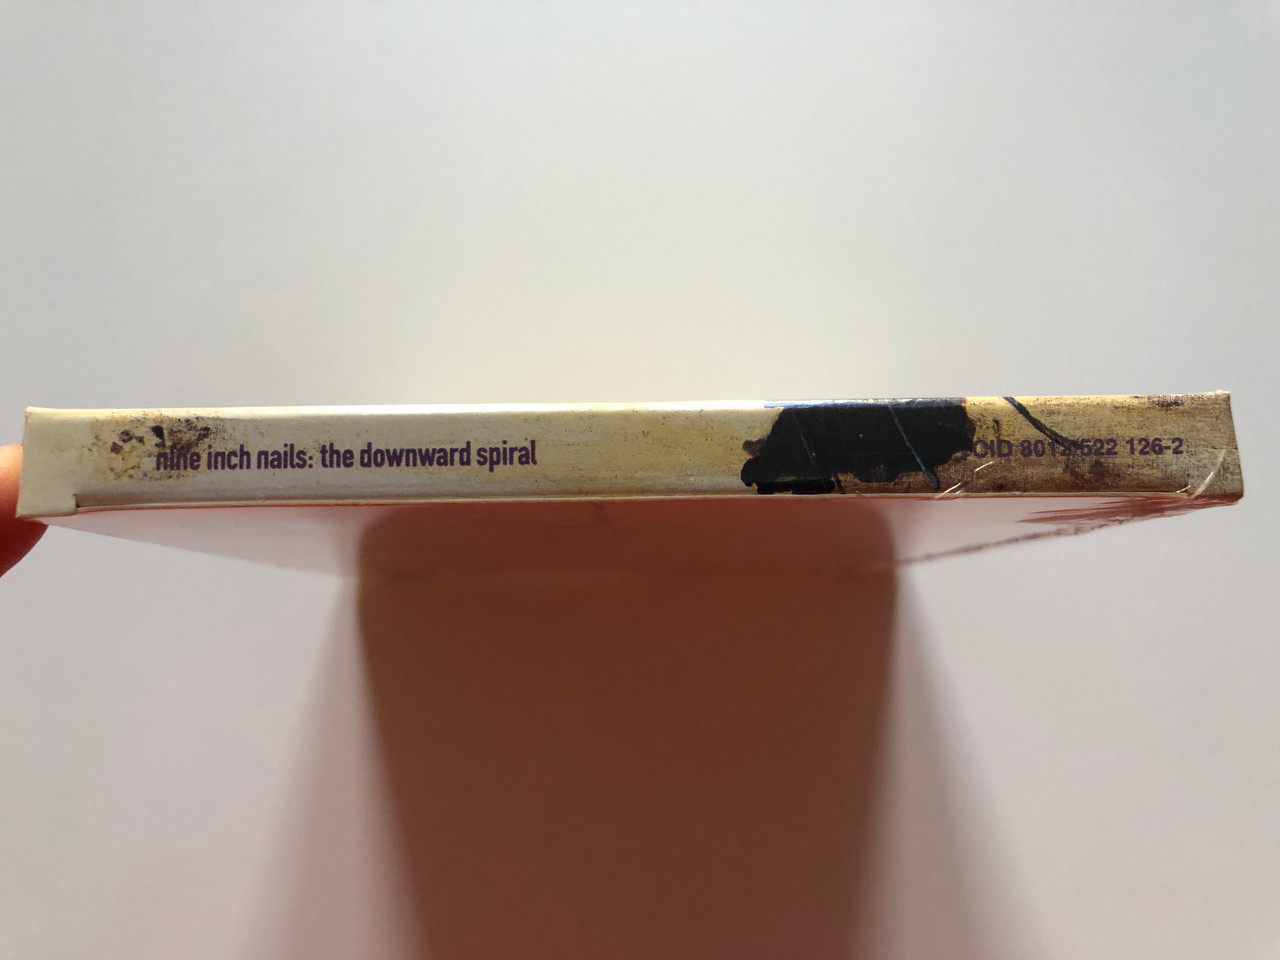 nine inch nails: the downward spiral
CID 8012/522 126-2